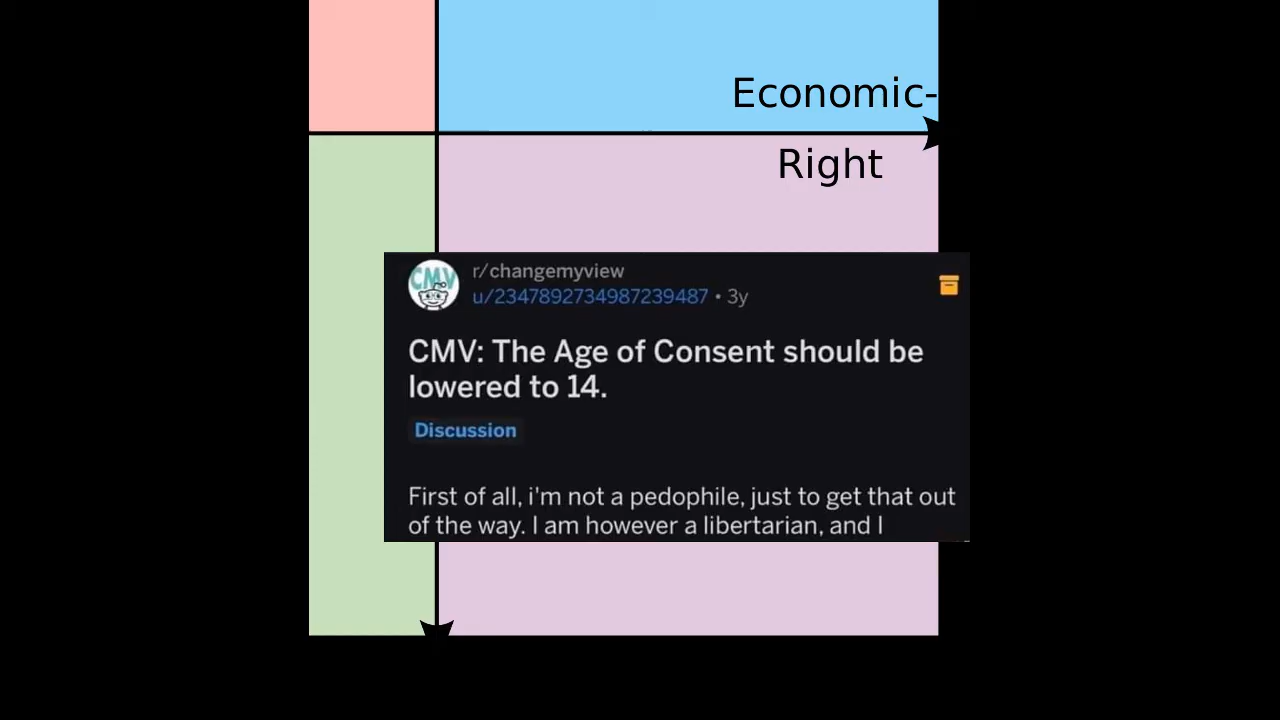 Economic-
Right
CMV
r/changemyview
u/2347892734987239487 • 3y
CMV: The Age of Consent should be
lowered to 14.
Discussion
First of all, i'm not a pedophile, just to get that out
of the way. I am however a libertarian, and I